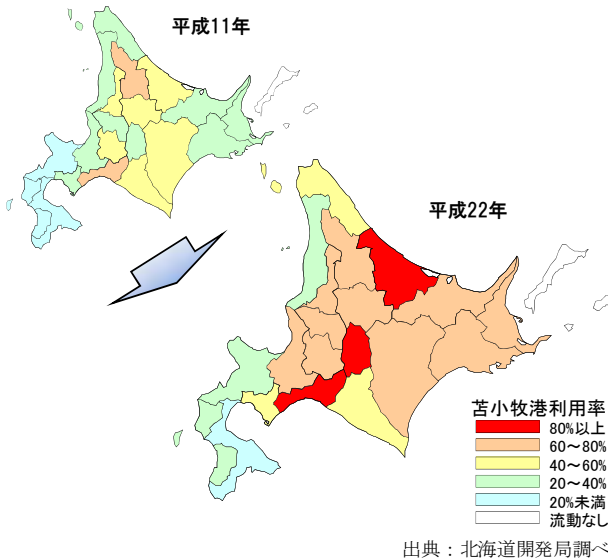 平成11年
平成22年
苫小牧港利用率
80%以上
60～80%
40～60%
20～40%
20%未満
流動なし
出典：北海道開発局調べ